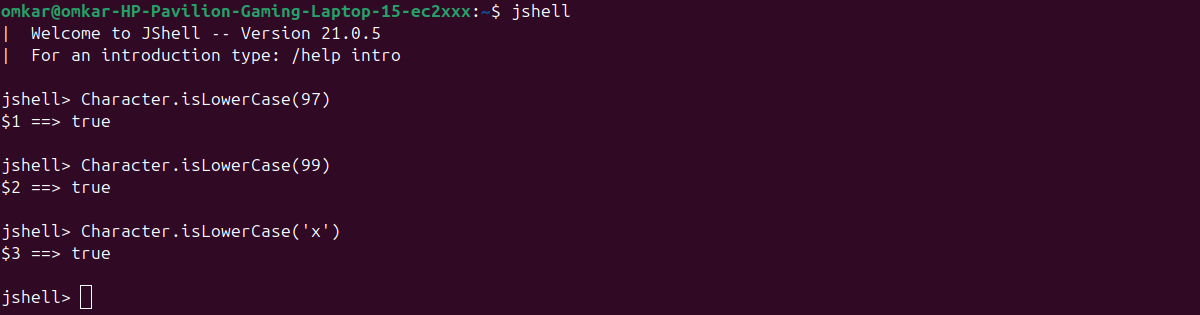 omkar@omkar-HP-Pavilion-Gaming-Laptop-15-ec2xxx:~$ jshell
|  Welcome to JShell -- Version 21.0.5
|  For an introduction type: /help intro
jshell> Character.isLowerCase(97)
$1 ==> true
jshell> Character.isLowerCase(99)
$2 ==> true
jshell> Character.isLowerCase('x')
$3 ==> true
jshell>